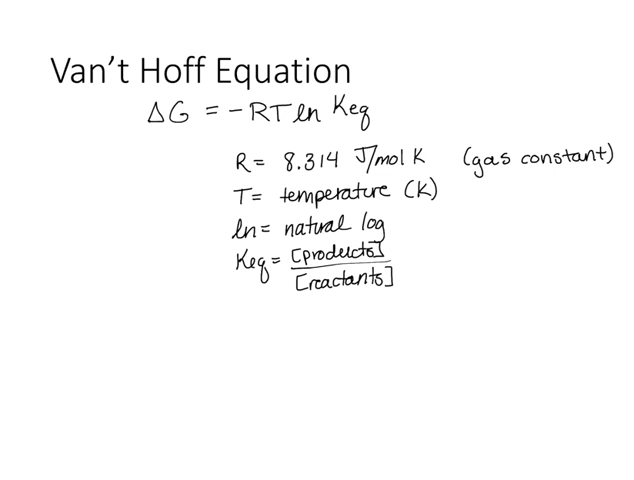 Van't Hoff Equation
ΔG = -RT ln Keq
R = 8.314 J/mol K (gas constant)
T = temperature (K)
ln = natural log
Keq = [products]
[reactants]